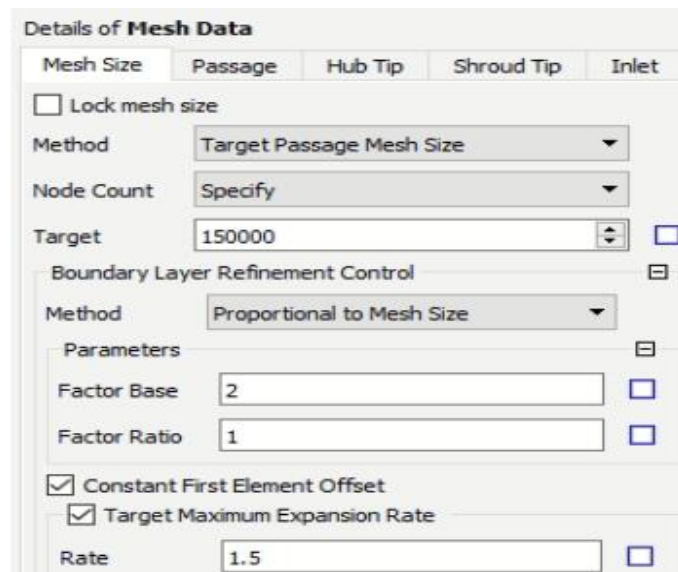 Details of Mesh Data
Mesh Size Passage Hub Tip Shroud Tip Inlet
Lock mesh size
Method Target Passage Mesh Size
Node Count Specify
Target 150000
Boundary Layer Refinement Control
Method Proportional to Mesh Size
Parameters
Factor Base 2
Factor Ratio 1
Constant First Element Offset
Target Maximum Expansion Rate
Rate 1.5